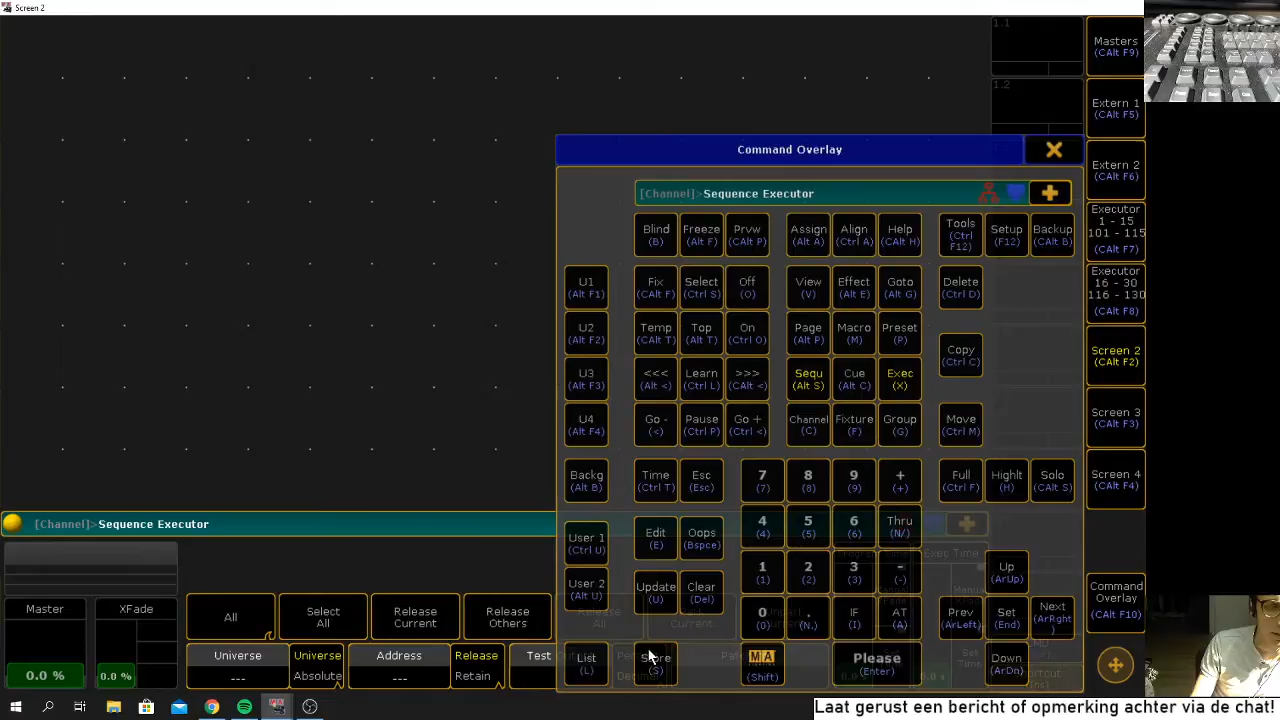 Screen 2
1.1
1.2
Masters
(CAlt F9)
Extern 1
(CAlt F5)
Extern 2
(CAlt F6)
Executor
1 - 15
101 - 115
(CAlt F7)
Executor
16 - 30
116 - 130
(CAlt F8)
Screen 2
(CAlt F2)
Screen 3
(CAlt F3)
Screen 4
(CAlt F4)
Command
Overlay
(CAlt F10)
Command Overlay
[Channel]>Sequence Executor
Blind
(B)
Freeze
(Alt F)
Prvw
(CAlt P)
Assign
(Alt A)
Align
(Ctrl A)
Help
(CAlt H)
Tools
(Ctrl
F12)
Setup
(F12)
Backup
(CAlt B)
U1
(Alt F1)
Fix
(CAlt F)
Select
(Ctrl S)
Off
(O)
View
(V)
Effect
(Alt E)
Goto
(Alt G)
Delete
(Ctrl D)
U2
(Alt F2)
Temp
(CAlt T)
Top
(Alt T)
On
(Ctrl O)
Page
(Alt P)
Macro
(M)
Preset
(P)
Copy
(Ctrl C)
U3
(Alt F3)
<<<
(Alt <)
Learn
(Ctrl L)
>>>
(CAlt <)
Sequ
(Alt S)
Cue
(Alt C)
Exec
(X)
U4
(Alt F4)
Go -
(<)
Pause
(Ctrl P)
Go +
(Ctrl <)
Channel
(C)
Fixture
(F)
Group
(G)
Move
(Ctrl M)
Backg
(Alt B)
Time
(Ctrl T)
Esc
(Esc)
7
(7)
8
(8)
9
(9)
+
(+)
Full
(Ctrl F)
Highlt
(H)
Solo
(CAlt S)
User 1
(Ctrl U)
Edit
(E)
Oops
(Bspce)
4
(4)
5
(5)
6
(6)
Thru
(N/)
Exec Time
User 2
(Alt U)
Update
(U)
Clear
(Del)
1
(1)
2
(2)
3
(3)
-
(-)
Up
(ArUp)
0
(0)
.
(N,)
IF
(I)
AT
(A)
Prev
(ArLeft)
Set
(End)
Next
(ArRght
)
List
(L)
Store
(S)
MA
(Shift)
Please
(Enter)
Down
(ArDn)
[Channel]>Sequence Executor
Master
0.0 %
XFade
0.0 %
All
Select
All
Release
Current
Release
Others
Universe
---
Universe
Absolute
Address
---
Release
Retain
Test
Laat gerust een bericht of opmerking achter via de chat!